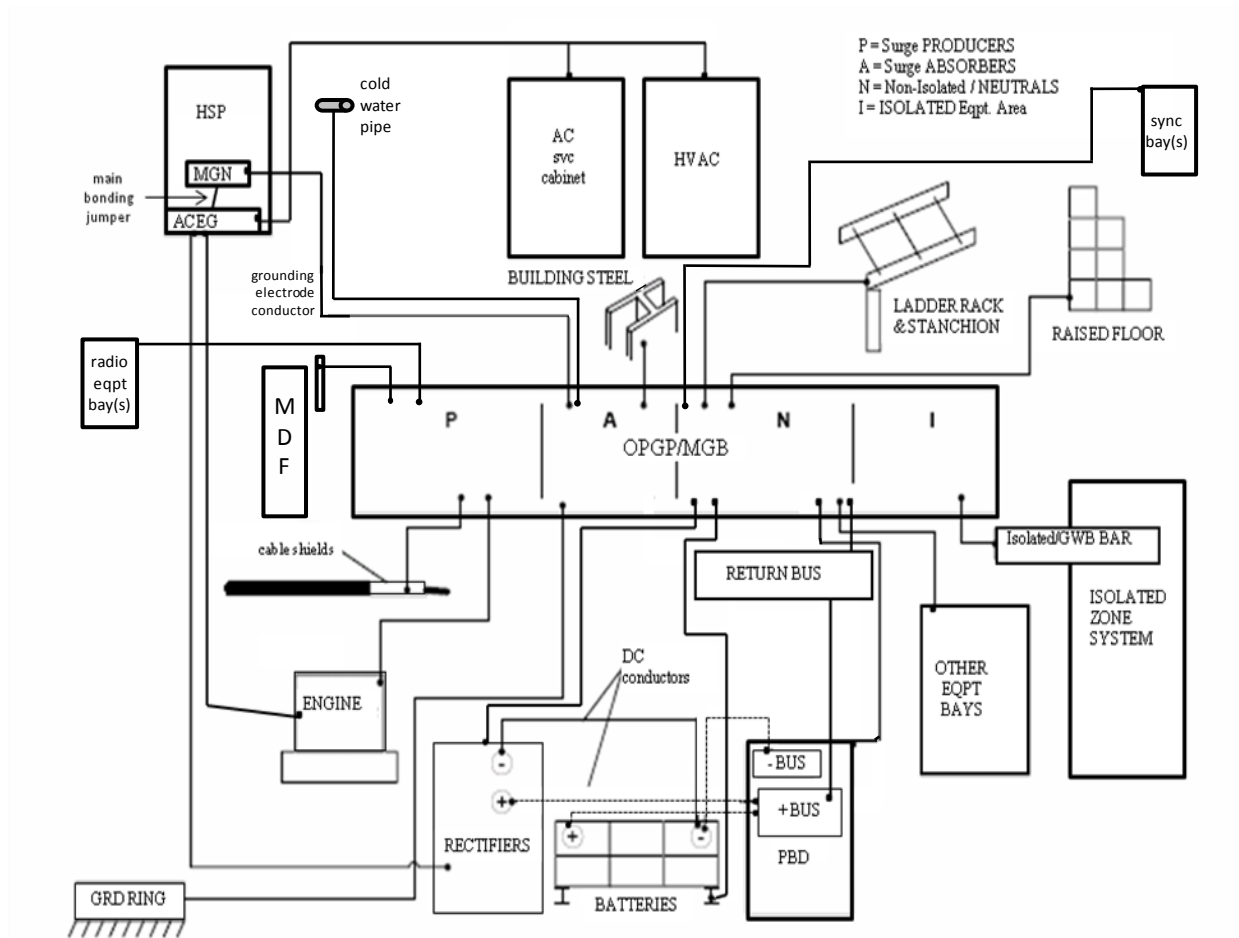 P = Surge PRODUCERS
A = Surge ABSORBERS
N = Non-Isolated / NEUTRALS
I = ISOLATED Eqpt. Area
HSP
cold
water
pipe
AC
svc
cabinet
HVAC
sync
bay(s)
MGN
main
bonding
jumper
ACEG
grounding
electrode
conductor
BUILDING STEEL
LADDER RACK
& STANCHION
RAISED FLOOR
radio
eqpt
bay(s)
M
D
F
P
A
N
I
OPGP/MGB
cable shields
RETURN BUS
Isolated/GWB BAR
ISOLATED
ZONE
SYSTEM
OTHER
EQPT
BAYS
ENGINE
DC
conductors
-
+
RECTIFIERS
+
-
BATTERIES
- BUS
+BUS
PBD
GRD RING